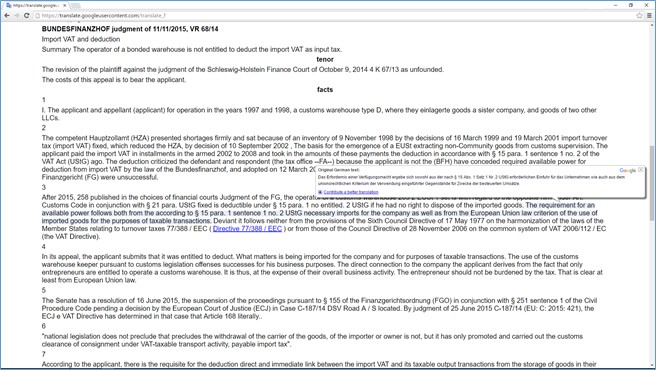 https://translate.googleusercontent.com/translate_f
BUNDESFINANZHOF judgment of 11/11/2015, VR 68/14
Import VAT and deduction
Summary The operator of a bonded warehouse is not entitled to deduct the import VAT as input tax.
tenor
The revision of the plaintiff against the judgment of the Schleswig-Holstein Finance Court of October 9, 2014 4 K 67/13 as unfounded.
The costs of this appeal is to bear the applicant.
facts
1
I. The applicant and appellant (applicant) for operation in the years 1997 and 1998, a customs warehouse type D, where they einlagerte goods a sister company, and goods of two other
LLCs.
2
The competent Hauptzollamt (HZA) presented shortages firmly and sat because of an inventory of 9 November 1998 by the decisions of 16 March 1999 and 19 March 2001 import turnover
tax (import VAT) fixed, which reduced the HZA, by decision of 10 September 2002 , The basis for the emergence of a EUSt extracting non-Community goods from customs supervision. The
applicant paid the import VAT in installments in the armed 2002 to 2008 and took in the amounts of these payments the deduction in accordance with § 15 para. 1 sentence 1 no. 2 of the
VAT Act (UStG) ago. The deduction criticized the defendant and respondent (the tax office --FA--) because the applicant is not the (BFH) have conceded required power available for
deduction from import VAT by the law of the Bundesfinanzhof, and adopted on 12 March 20
Finanzgericht (FG) were unsuccessful.
Original German text:
Google
Das Erfordernis einer Verfügungsmacht ergebe sich sowohl aus der nach § 15 Abs. 1 Satz 1 Nr. 2 UStG erforderlichen Einfuhr für das Unternehmen wie auch aus dem
unionsrechtlichen Kriterium der Verwendung eingeführter Gegenstände für Zwecke der besteuerten Umsätze.
Contribute a better translation
3
After 2015, 258 published in the choices of financial courts Judgment of the FG, the
Customs Code in conjunction with § 21 para. UStG fixed is deductible under § 15 para. 1 no entitled. 2 UStG if he had no right to dispose of the imported goods. The requirement for an
available power follows both from the according to § 15 para. 1 sentence 1 no. 2 UStG necessary imports for the company as well as from the European Union law criterion of the use of
imported goods for the purposes of taxable transactions. Deviant it follows neither from the provisions of the Sixth Council Directive of 17 May 1977 on the harmonization of the laws of the
Member States relating to turnover taxes 77/388 / EEC ( Directive 77/388 / EEC ) or from those of the Council Directive of 28 November 2006 on the common system of VAT 2006/112 / EC
(the VAT Directive).
4
In its appeal, the applicant submits that it was entitled to deduct. What matters is being imported for the company and for purposes of taxable transactions. The use of the customs
warehouse keeper pursuant to customs legislation offenses successes for his business purposes. The direct connection to the company the applicant derives from the fact that only
entrepreneurs are entitled to operate a customs warehouse. It is thus, at the expense of their overall business activity. The entrepreneur should not be burdened by the tax. That is clear at
least from European Union law.
5
The Senate has a resolution of 16 June 2015, the suspension of the proceedings pursuant to § 155 of the Finanzgerichtsordnung (FGO) in conjunction with § 251 sentence 1 of the Civil
Procedure Code pending a decision by the European Court of Justice (ECJ) in Case C-187/14 DSV Road A / S located. By judgment of 25 June 2015 C-187/14 (EU: C: 2015: 421), the
ECJ e VAT Directive has determined in that case that Article 168 literally..
6
"national legislation does not preclude that precludes the withdrawal of the carrier of the goods, of the importer or owner is not, but it has only promoted and carried out the customs
clearance of consignment under VAT-taxable transport activity, payable import tax".
7
According to the applicant, there is the requisite for the deduction direct and immediate link between the import VAT and its taxable output transactions from the storage of goods in their